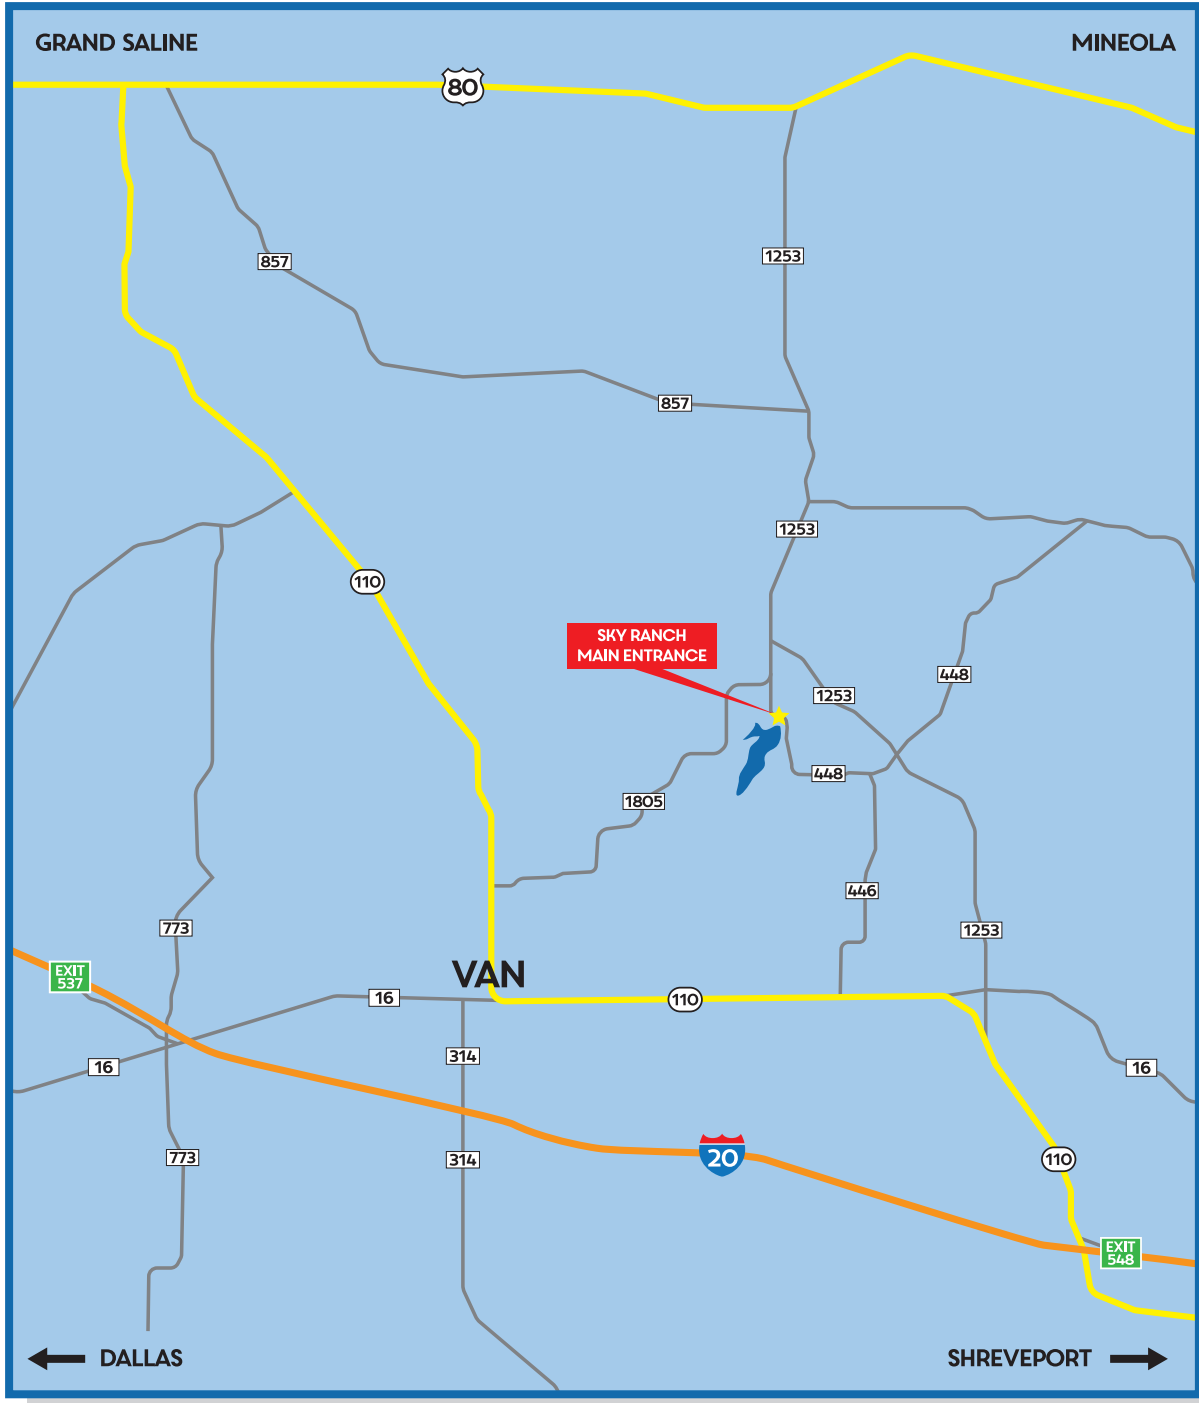 GRAND SALINE
MINEOLA
80
857
1253
857
1253
110
SKY RANCH
MAIN ENTRANCE
448
1253
448
1805
446
773
1253
VAN
EXIT
537
16
110
314
16
16
773
314
20
110
EXIT
548
DALLAS
SHREVEPORT